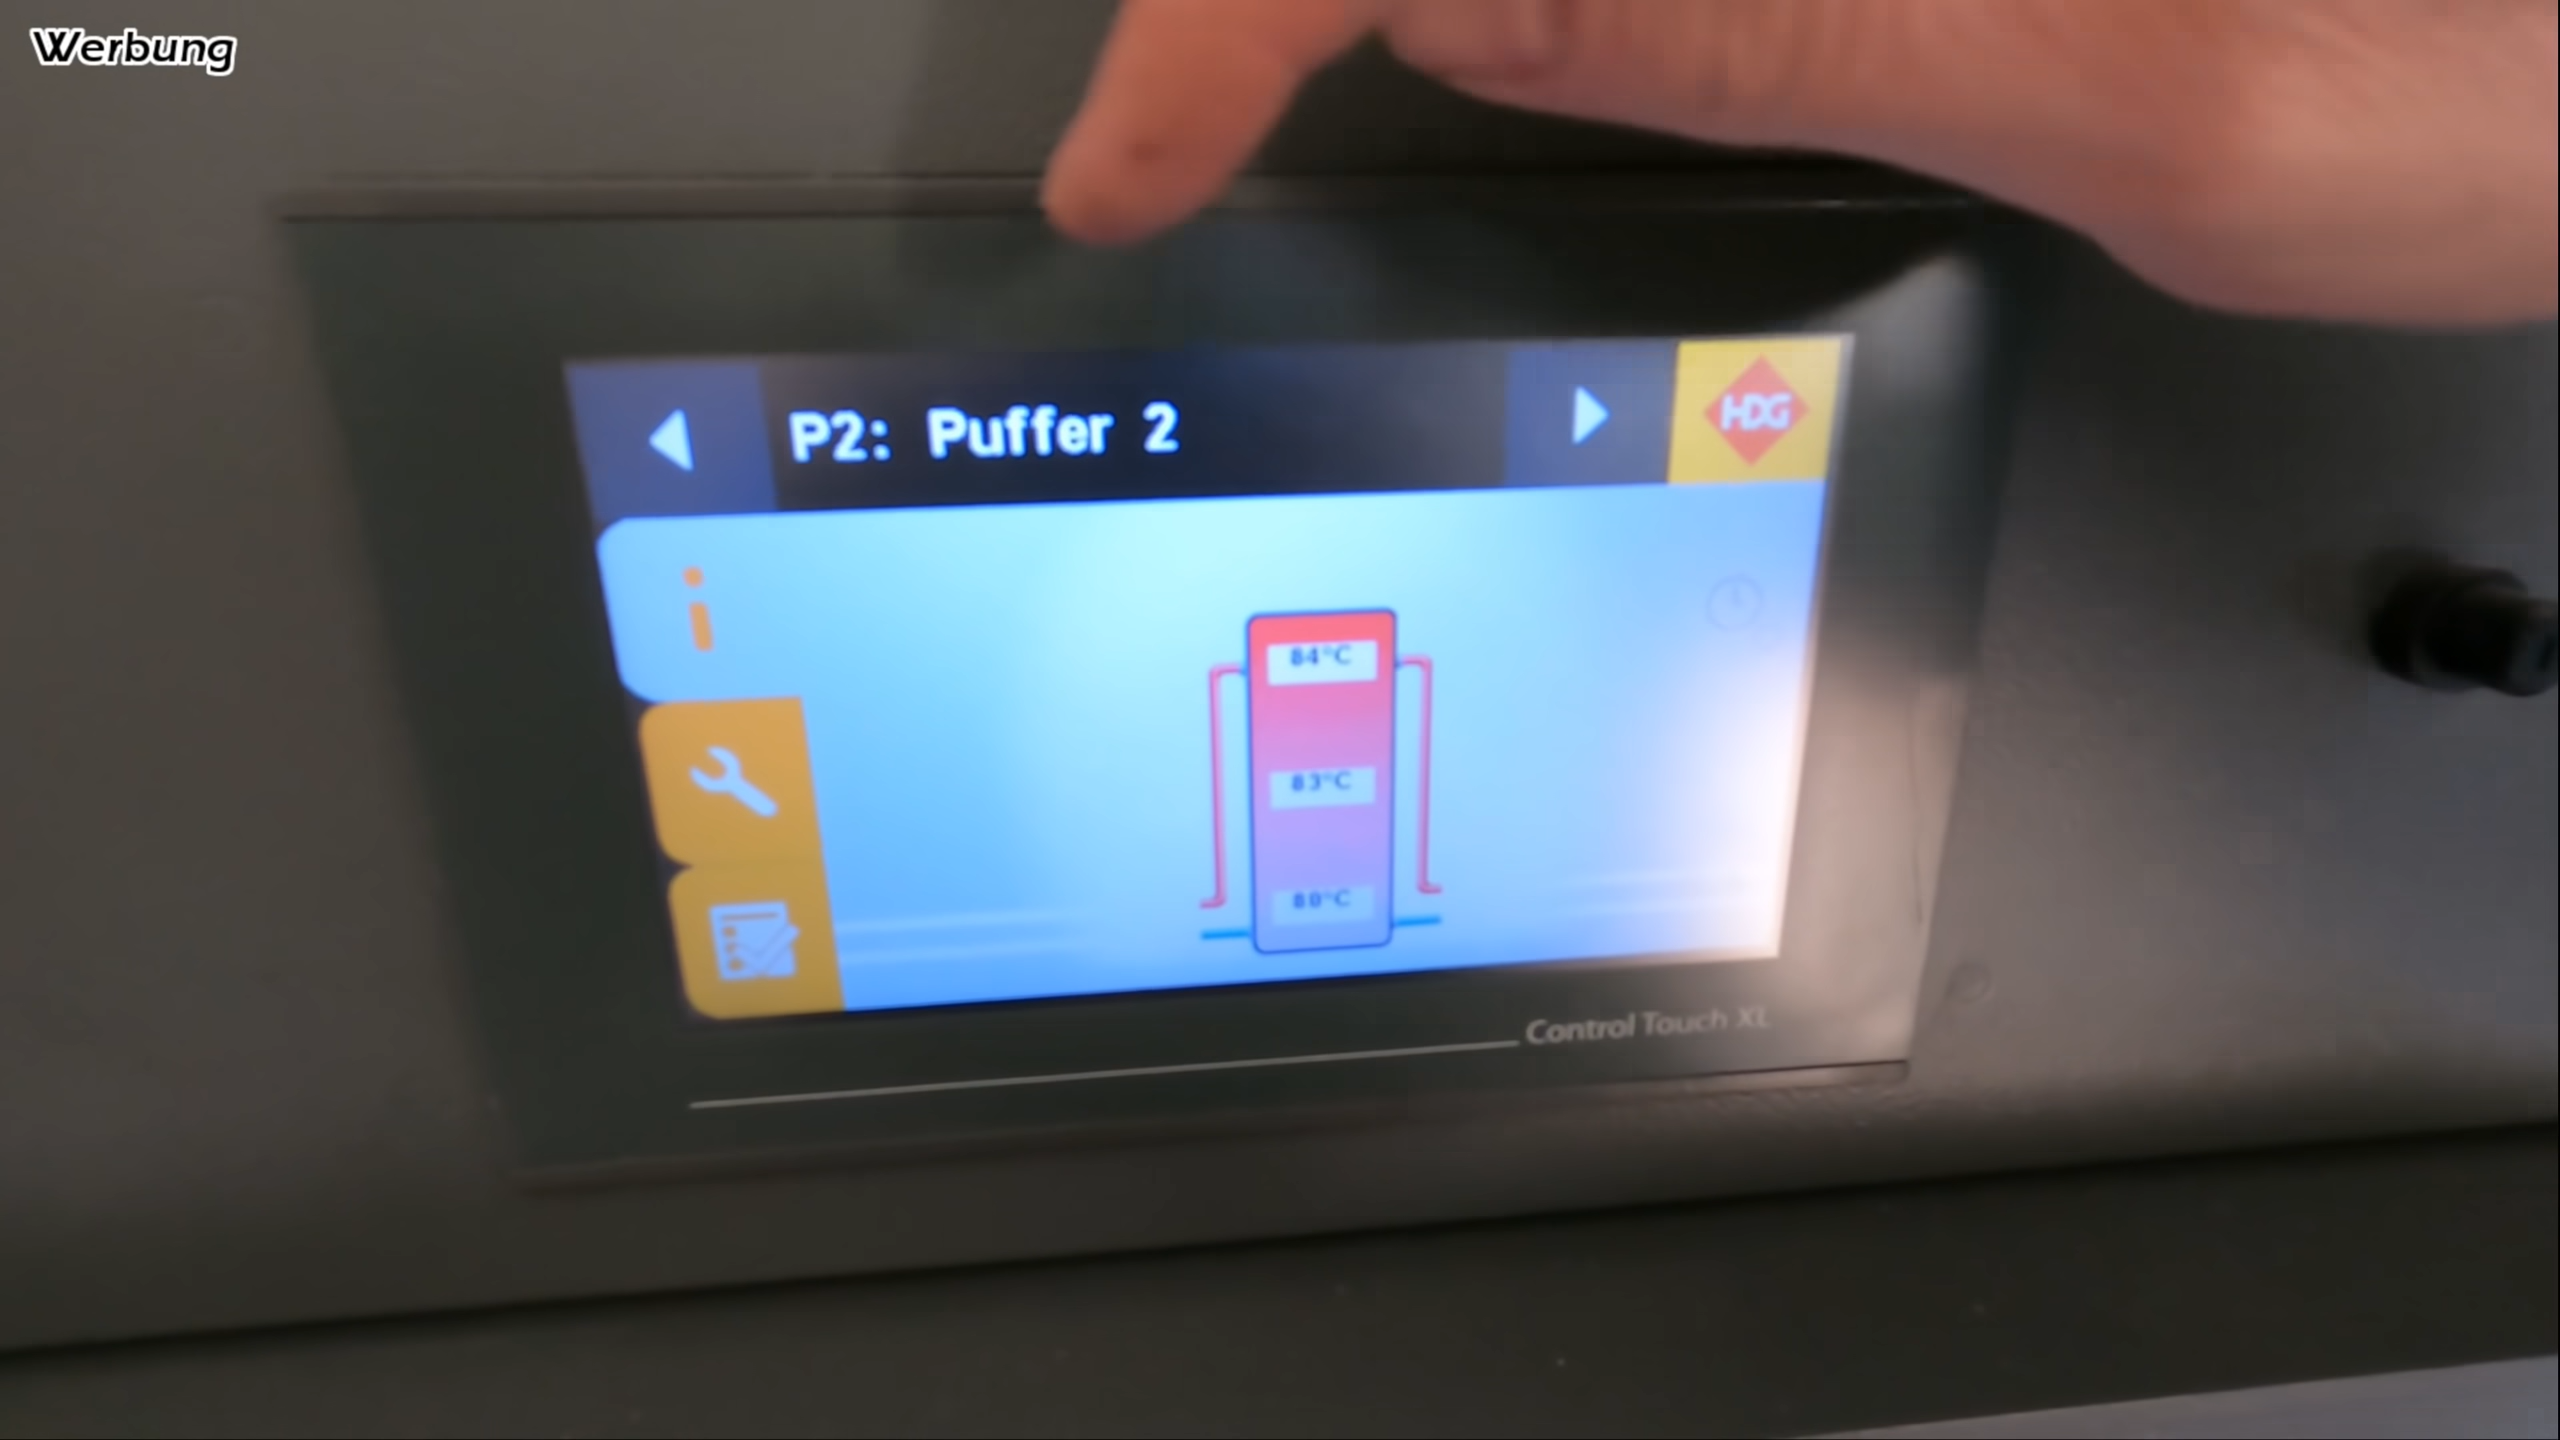 Werbung
P2: Puffer 2
HDG
i
84°C
83°C
80°C
Control Touch XL